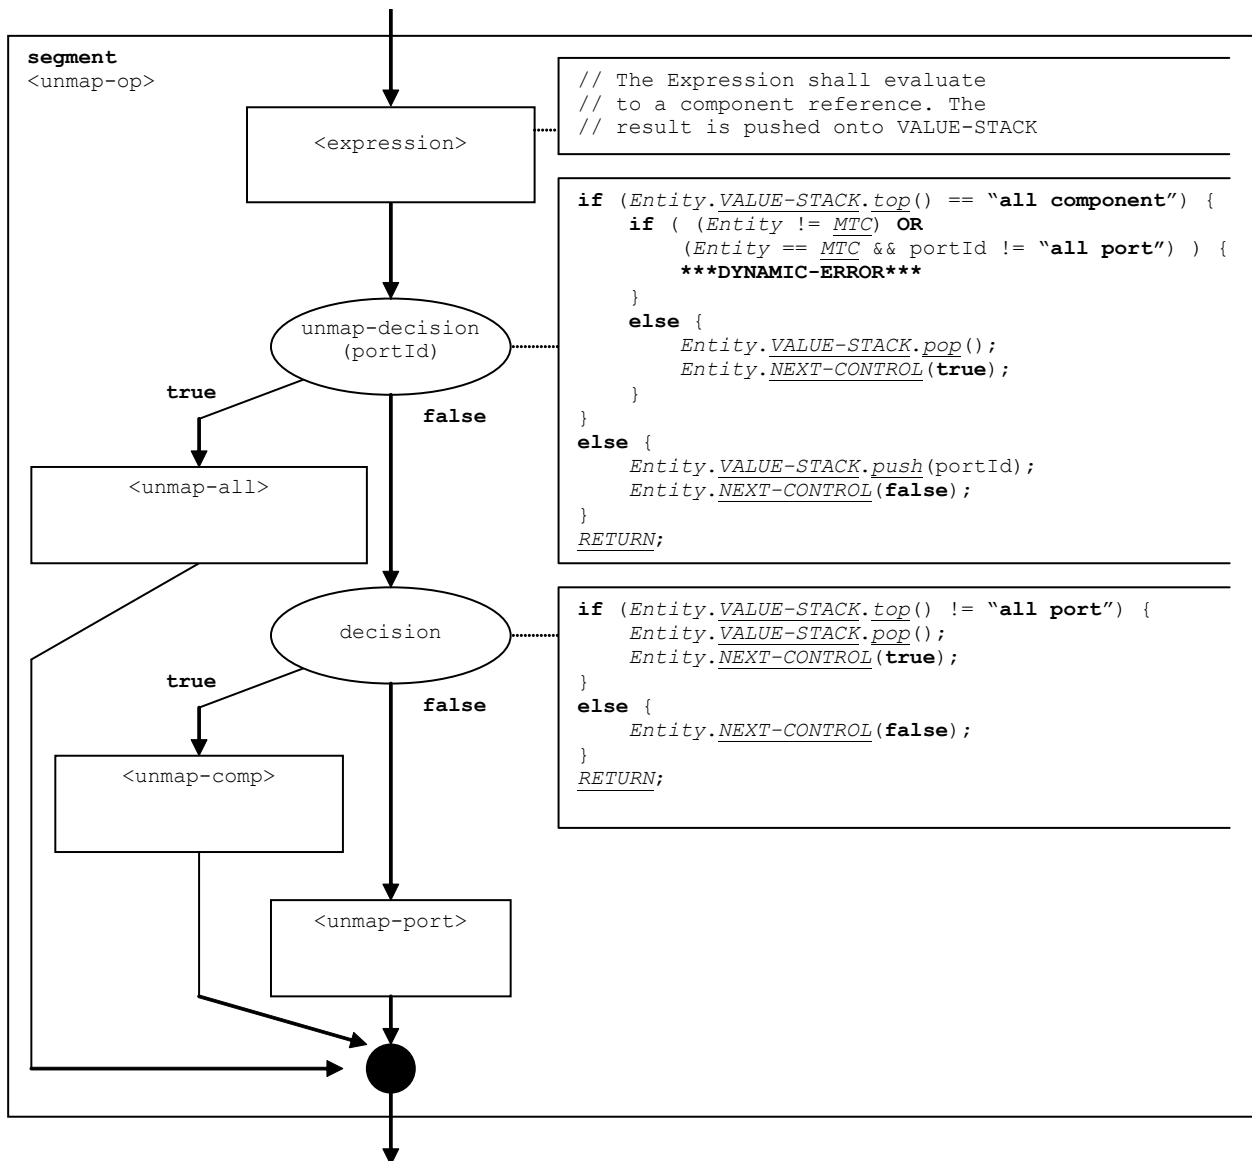 segment
<unmap-op>
<expression>
// The Expression shall evaluate
// to a component reference. The
// result is pushed onto VALUE-STACK
unmap-decision
(portId)
if (Entity.VALUE-STACK.top() == “all component”) {
if ( (Entity != MTC) OR
(Entity == MTC && portId != “all port”) ) {
***DYNAMIC-ERROR***
}
else {
Entity.VALUE-STACK.pop();
Entity.NEXT-CONTROL(true);
}
}
else {
Entity.VALUE-STACK.push(portId);
Entity.NEXT-CONTROL(false);
}
RETURN;
true
false
<unmap-all>
decision
if (Entity.VALUE-STACK.top() != “all port”) {
Entity.VALUE-STACK.pop();
Entity.NEXT-CONTROL(true);
}
else {
Entity.NEXT-CONTROL(false);
}
RETURN;
true
false
<unmap-comp>
<unmap-port>